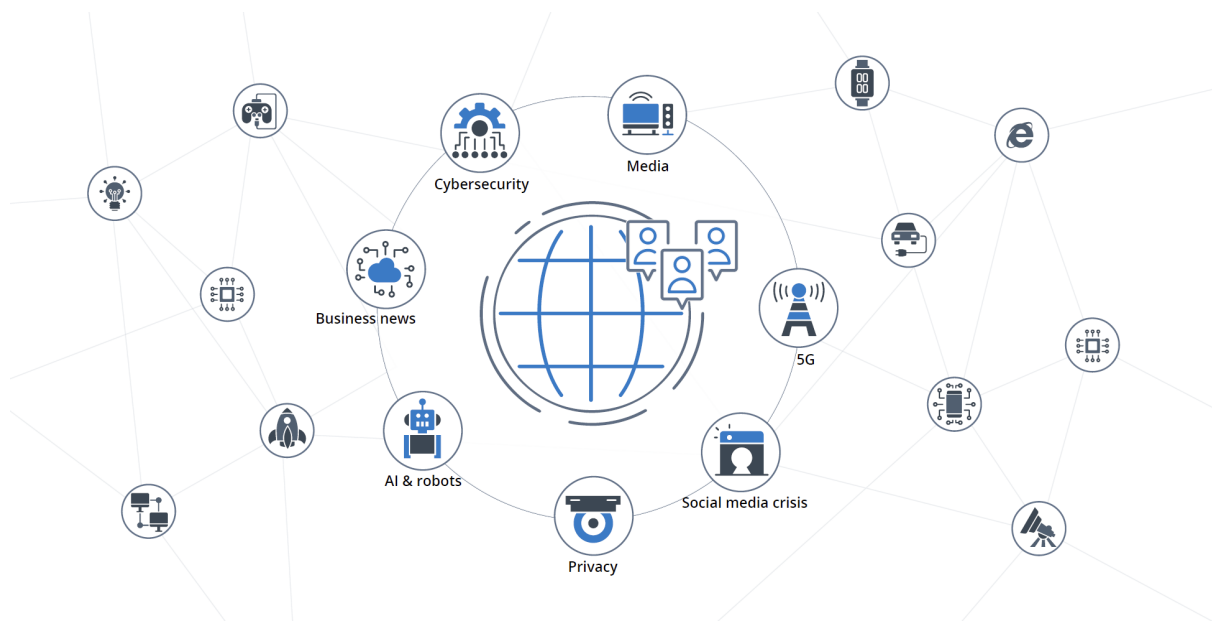 Media
Cybersecurity
Business news
5G
AI & robots
Social media crisis
Privacy